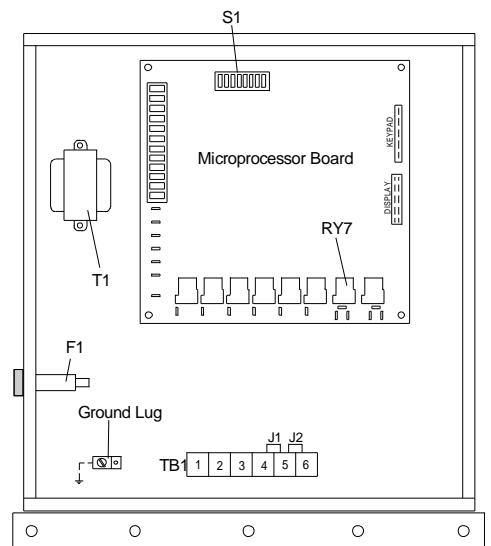 S1
KEYPAD
Microprocessor Board
DISPLAY
RY7
T1
F1
Ground Lug
J1 J2
TB1 1 2 3 4 5 6